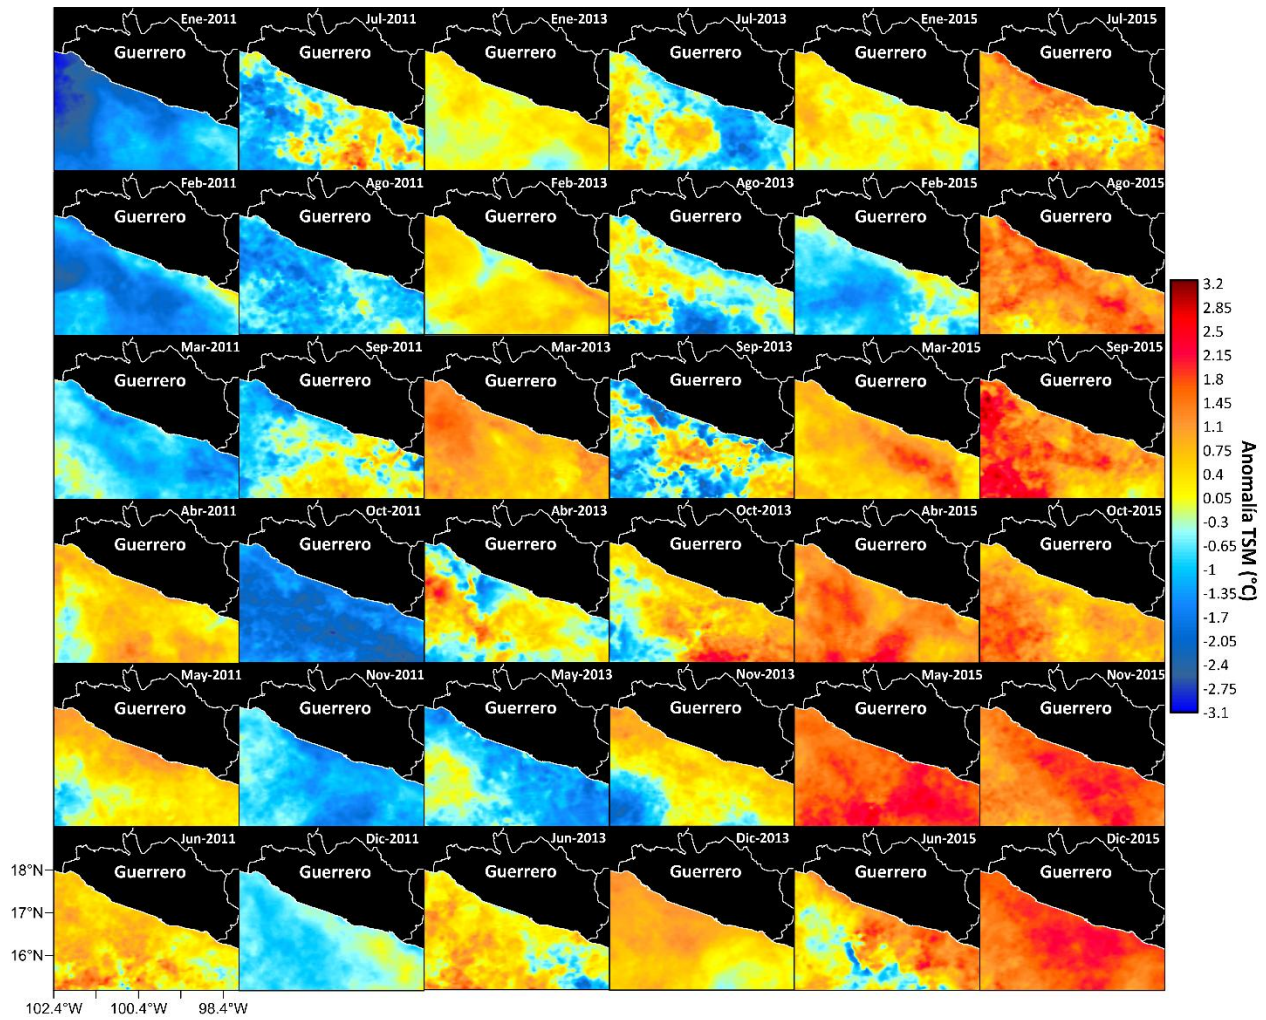 Ene-2011
Guerrero
Jul-2011
Guerrero
Ene-2013
Guerrero
Jul-2013
Guerrero
Ene-2015
Guerrero
Jul-2015
Guerrero
Feb-2011
Guerrero
Ago-2011
Guerrero
Feb-2013
Guerrero
Ago-2013
Guerrero
Feb-2015
Guerrero
Ago-2015
Guerrero
Mar-2011
Guerrero
Sep-2011
Guerrero
Mar-2013
Guerrero
Sep-2013
Guerrero
Mar-2015
Guerrero
Sep-2015
Guerrero
Abr-2011
Guerrero
Oct-2011
Guerrero
Abr-2013
Guerrero
Oct-2013
Guerrero
Abr-2015
Guerrero
Oct-2015
Guerrero
May-2011
Guerrero
Nov-2011
Guerrero
May-2013
Guerrero
Nov-2013
Guerrero
May-2015
Guerrero
Nov-2015
Guerrero
Jun-2011
Guerrero
Dic-2011
Guerrero
Jun-2013
Guerrero
Dic-2013
Guerrero
Jun-2015
Guerrero
Dic-2015
Guerrero
18°N
17°N
16°N
102.4°W
100.4°W
98.4°W
3.2
2.85
2.5
2.15
1.8
1.45
1.1
0.75
0.4
0.05
-0.3
-0.65
-1
-1.35
-1.7
-2.05
-2.4
-2.75
-3.1
Anomalía TSM (°C)